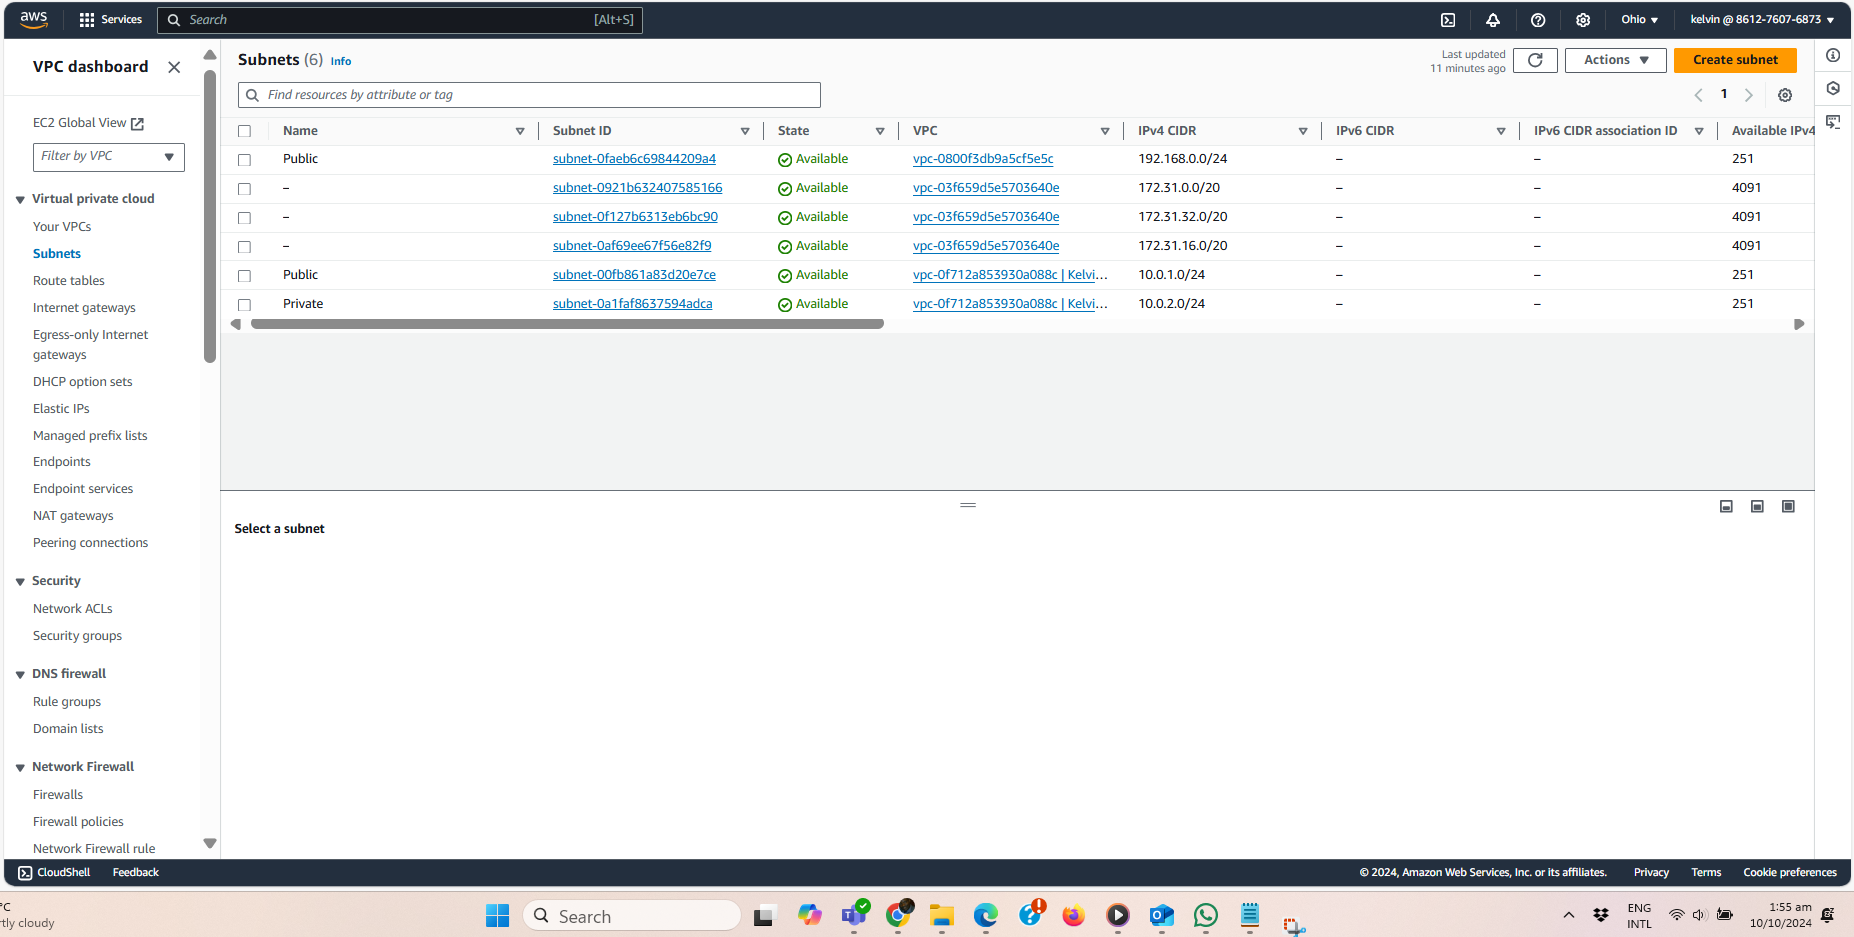 aws Services Search [Alt+S] Ohio kelvin @ 8612-7607-6873
VPC dashboard
EC2 Global View
Filter by VPC
Virtual private cloud
Your VPCs
Subnets
Route tables
Internet gateways
Egress-only Internet
gateways
DHCP option sets
Elastic IPs
Managed prefix lists
Endpoints
Endpoint services
NAT gateways
Peering connections
Security
Network ACLs
Security groups
DNS firewall
Rule groups
Domain lists
Network Firewall
Firewalls
Firewall policies
Network Firewall rule
Subnets (6) Info
Last updated
11 minutes ago
Actions
Create subnet
Find resources by attribute or tag
1
Name Subnet ID State VPC IPv4 CIDR IPv6 CIDR IPv6 CIDR association ID Available IPv4
Public subnet-0faeb6c69844209a4 Available vpc-0800f3db9a5cf5e5c 192.168.0.0/24 – – 251
– subnet-0921b632407585166 Available vpc-03f659d5e5703640e 172.31.0.0/20 – – 4091
– subnet-0f127b6313eb6bc90 Available vpc-03f659d5e5703640e 172.31.32.0/20 – – 4091
– subnet-0af69ee67f56e82f9 Available vpc-03f659d5e5703640e 172.31.16.0/20 – – 4091
Public subnet-00fb861a83d20e7ce Available vpc-0f712a853930a088c | Kelvi... 10.0.1.0/24 – – 251
Private subnet-0a1faf8637594adca Available vpc-0f712a853930a088c | Kelvi... 10.0.2.0/24 – – 251
Select a subnet
CloudShell Feedback © 2024, Amazon Web Services, Inc. or its affiliates. Privacy Terms Cookie preferences
°C
rtly cloudy
Search
ENG
INTL
1:55 am
10/10/2024